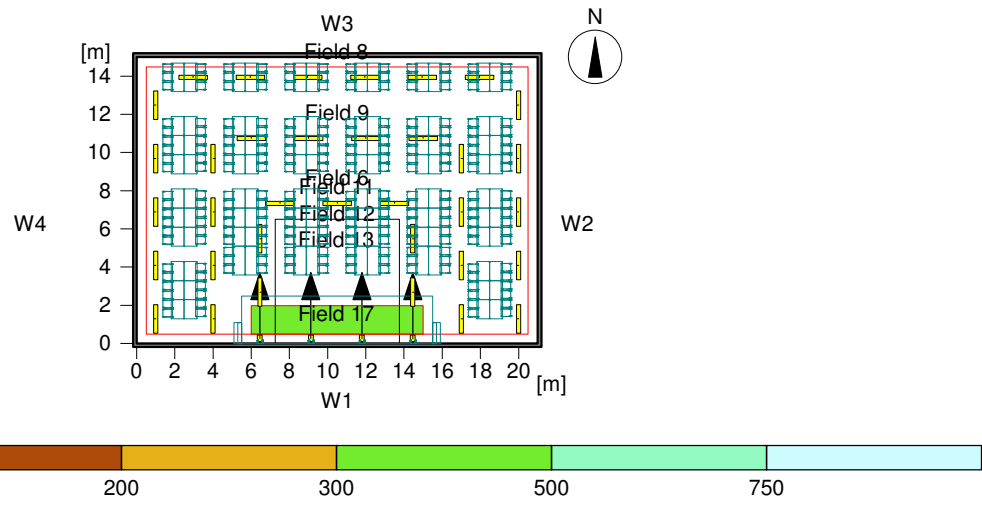 N
W3
[m]
Field 8
14
12
Field 9
10
8
Field 6
Field 11
W4
6
Field 12
W2
Field 13
4
2
Field 17
0
0 2 4 6 8 10 12 14 16 18 20
[m]
W1
200 300 500 750